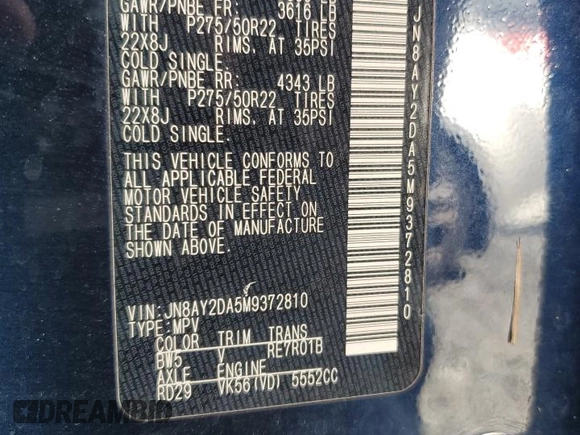 GAWR/PNBE FR: 3616 LB
WITH P275/50R22 TIRES
22X8J RIMS, AT 35PSI
COLD SINGLE:
GAWR/PNBE RR: 4343 LB
WITH P275/50R22 TIRES
22X8J RIMS, AT 35PSI
COLD SINGLE:
THIS VEHICLE CONFORMS TO
ALL APPLICABLE FEDERAL
MOTOR VEHICLE SAFETY
STANDARDS IN EFFECT ON
THE DATE OF MANUFACTURE
SHOWN ABOVE.
VIN: JN8AY2DA5M9372810
TYPE: MPV
COLOR TRIM TRANS
BW5 V RE7R01B
AXLE ENGINE
RD29 VK56(VD) 5552CC
JN8AY2DA5M9372810
DREAMBID